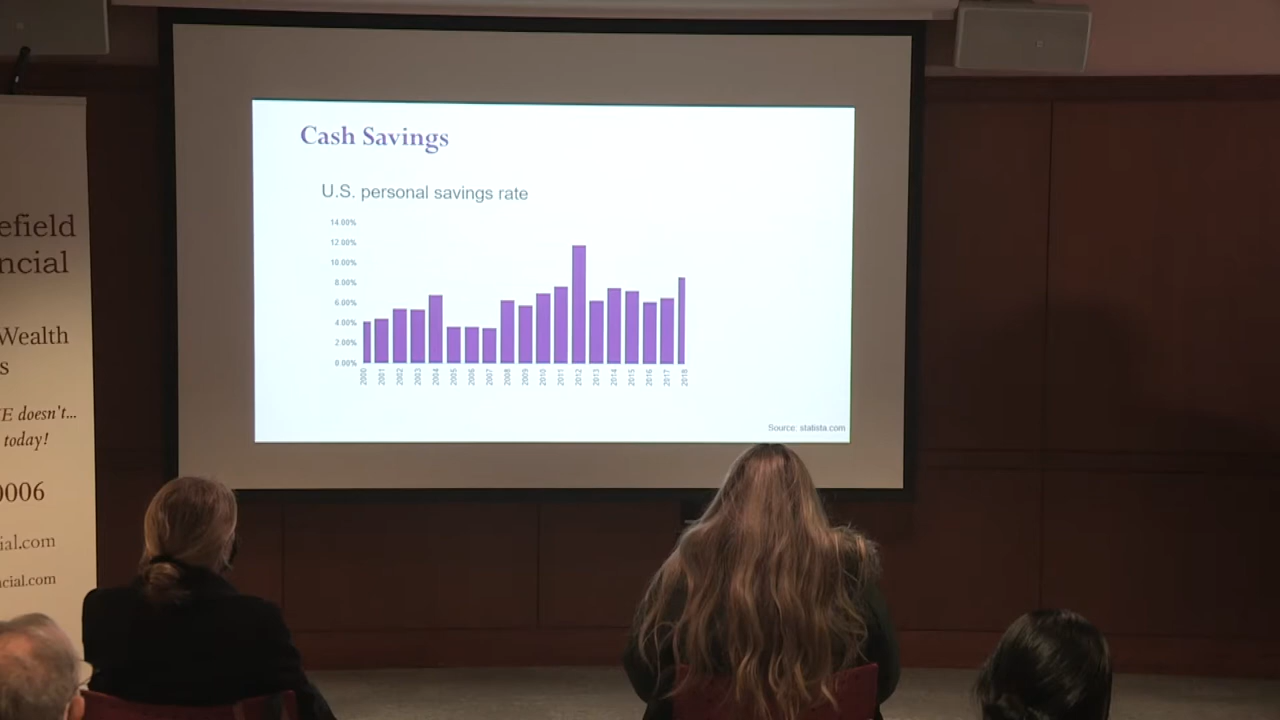 Cash Savings
U.S. personal savings rate
14.00%
12.00%
10.00%
8.00%
6.00%
4.00%
2.00%
0.00%
2000 2001 2002 2003 2004 2005 2006 2007 2008 2009 2010 2011 2012 2013 2014 2015 2016 2017 2018
Source: statista.com
efield
ncial
Wealth
s
E doesn't...
today!
0006
ial.com
cial.com